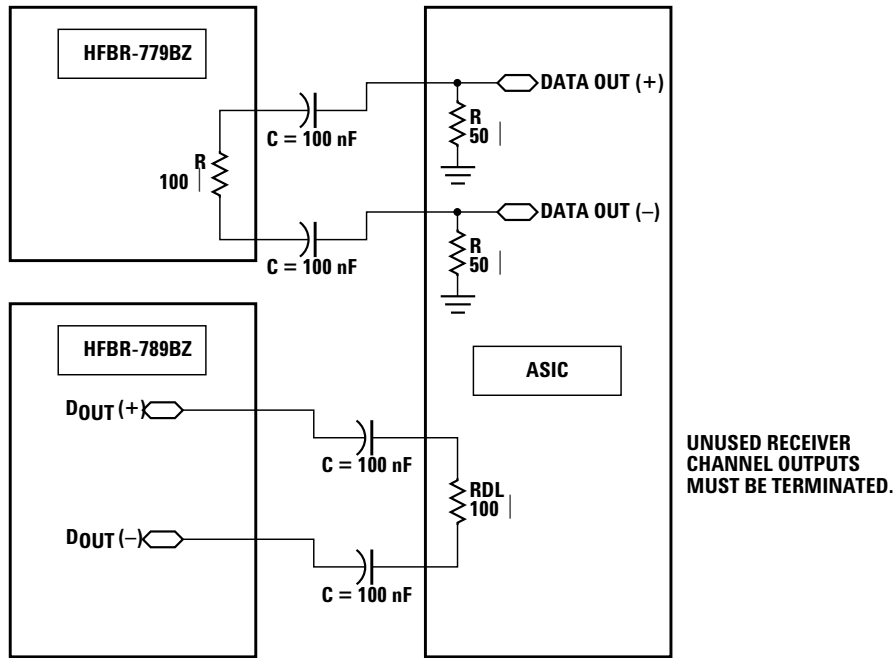 HFBR-779BZ
DATA OUT (+)
R
50
C = 100 nF
R
100
DATA OUT (–)
R
50
C = 100 nF
HFBR-789BZ
ASIC
DOUT (+)
C = 100 nF
UNUSED RECEIVER
CHANNEL OUTPUTS
MUST BE TERMINATED.
RDL
100
DOUT (–)
C = 100 nF